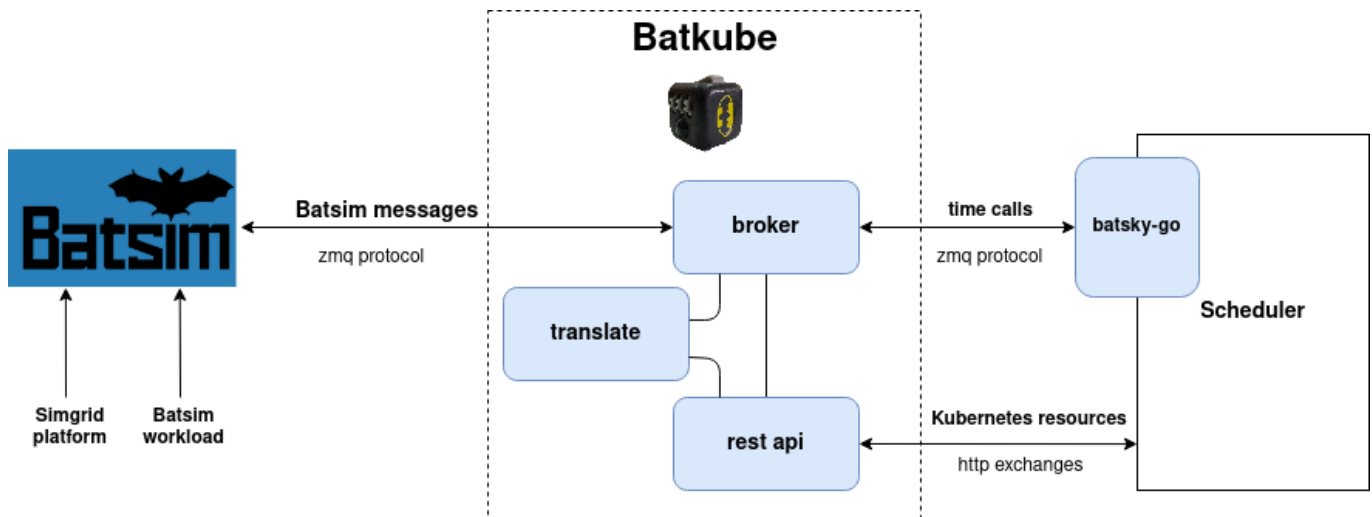 Batkube
Batsim
Batsim messages
zmq protocol
broker
time calls
zmq protocol
batsky-go
Scheduler
translate
Simgrid
platform
Batsim
workload
rest api
Kubernetes resources
http exchanges